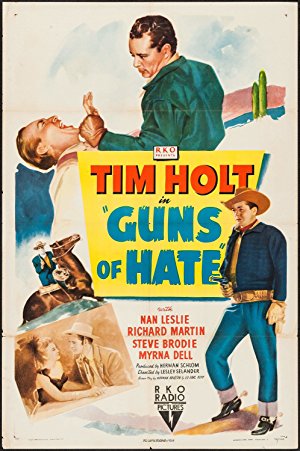 RKO
PRESENTS
TIM HOLT
in
"GUNS
OF HATE"
with
NAN LESLIE
RICHARD MARTIN
STEVE BRODIE
MYRNA DELL
Produced by HERMAN SCHLOM
Directed by LESLEY SELANDER
RKO
RADIO
PICTURES